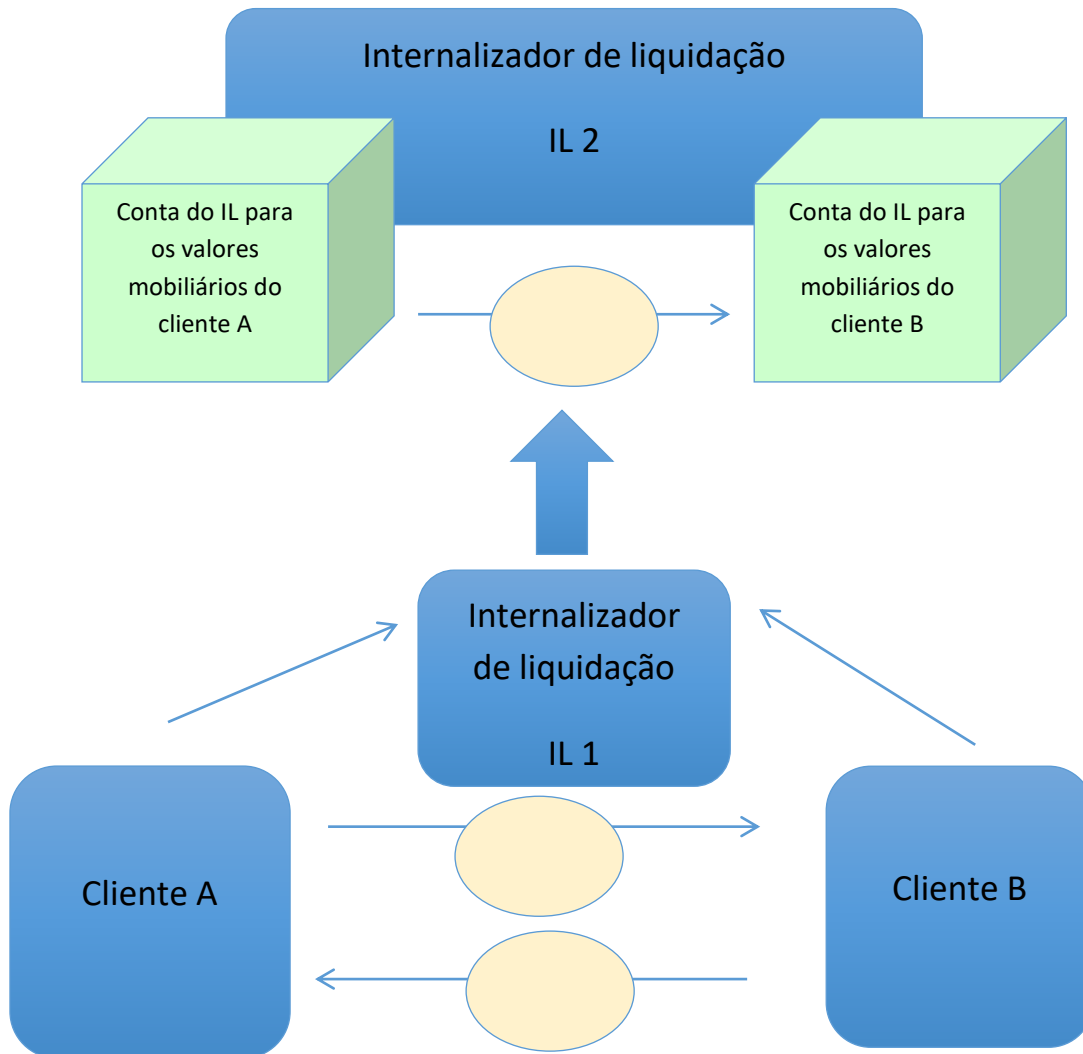 Internalizador de liquidação
IL 2
Conta do IL para
os valores
mobiliários do
cliente A
Conta do IL para
os valores
mobiliários do
cliente B
Internalizador
de liquidação
IL 1
Cliente A
Cliente B